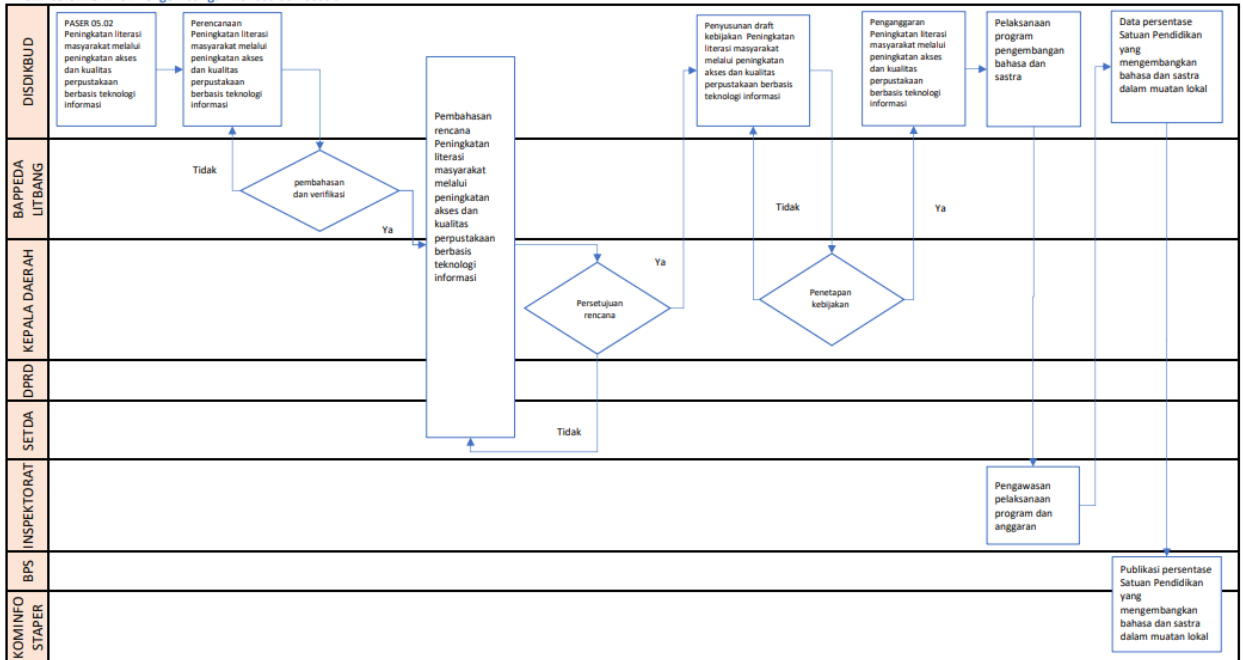 DISDIKBUD
PASER 05.02
Peningkatan literasi
masyarakat melalui
peningkatan akses
dan kualitas
perpustakaan
berbasis teknologi
informasi
Perencanaan
Peningkatan literasi
masyarakat melalui
peningkatan akses
dan kualitas
perpustakaan
berbasis teknologi
informasi
Penyusunan draft
kebijakan Peningkatan
literasi masyarakat
melalui peningkatan
akses dan kualitas
perpustakaan berbasis
teknologi informasi
Penganggaran
Peningkatan literasi
masyarakat melalui
peningkatan akses
dan kualitas
perpustakaan
berbasis teknologi
informasi
Pelaksanaan
program
pengembangan
bahasa dan
sastra
Data persentase
Satuan Pendidikan
yang
mengembangkan
bahasa dan sastra
dalam muatan lokal
BAPPEDA
LITBANG
Tidak
pembahasan
dan verifikasi
Ya
Pembahasan
rencana
Peningkatan
literasi
masyarakat
melalui
peningkatan
akses dan
kualitas
perpustakaan
berbasis
teknologi
informasi
Tidak
Ya
KEPALA DAERAH
Persetujuan
rencana
Ya
Penetapan
kebijakan
DPRD
SETDA
Tidak
INSPEKTORAT
Pengawasan
pelaksanaan
program dan
anggaran
BPS
Publikasi persentase
Satuan Pendidikan
yang
mengembangkan
bahasa dan sastra
dalam muatan lokal
KOMINFO
STAPER